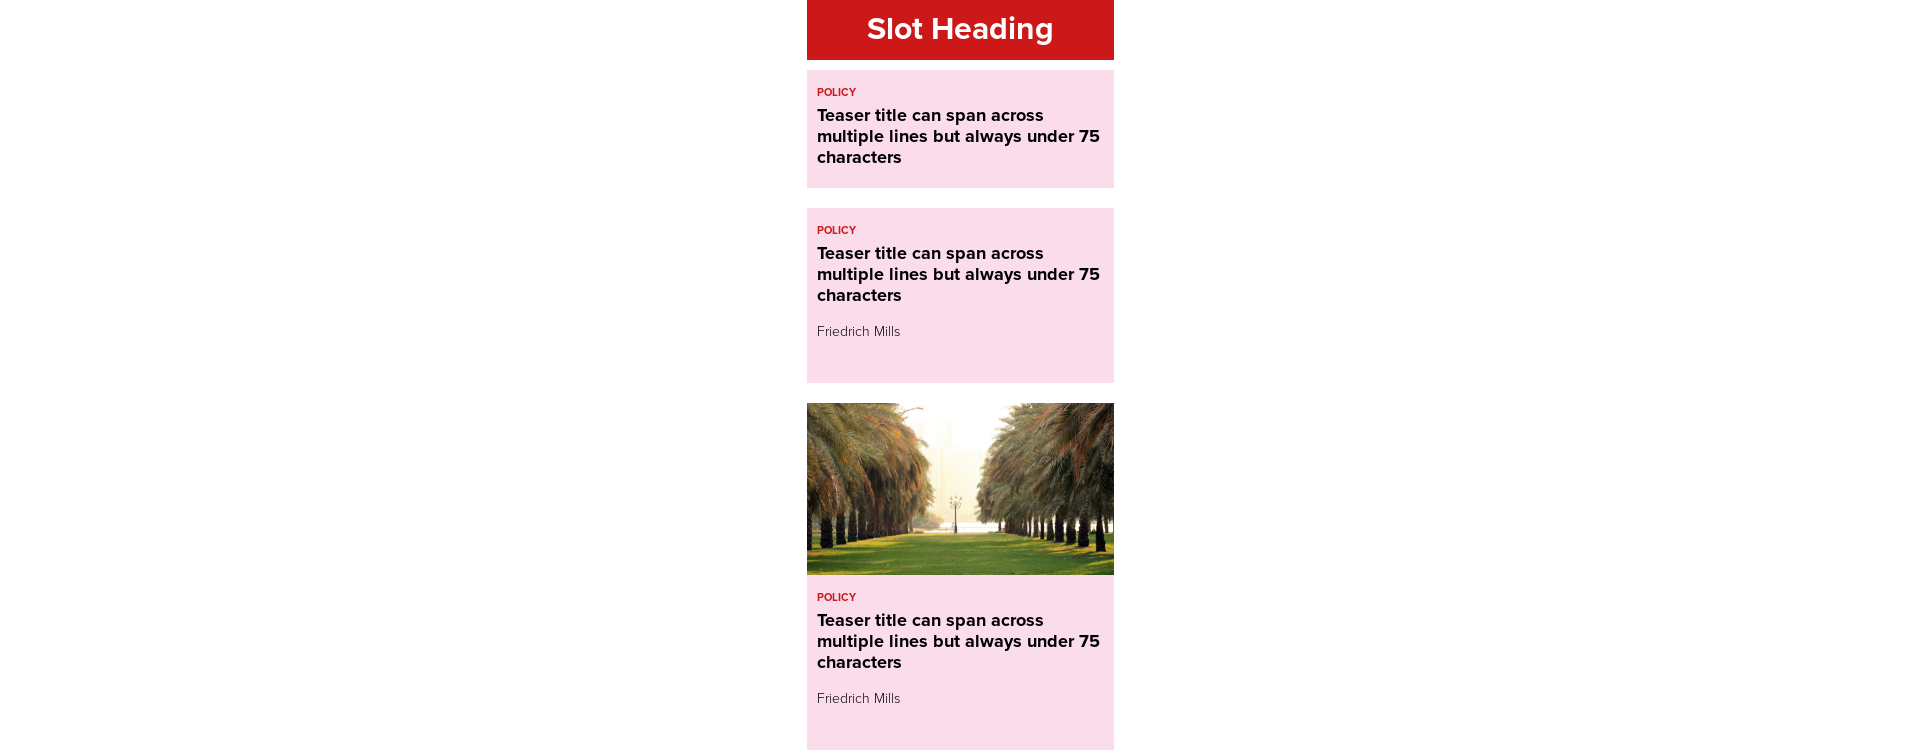 Slot Heading
POLICY
Teaser title can span across
multiple lines but always under 75
characters
POLICY
Teaser title can span across
multiple lines but always under 75
characters
Friedrich Mills
POLICY
Teaser title can span across
multiple lines but always under 75
characters
Friedrich Mills